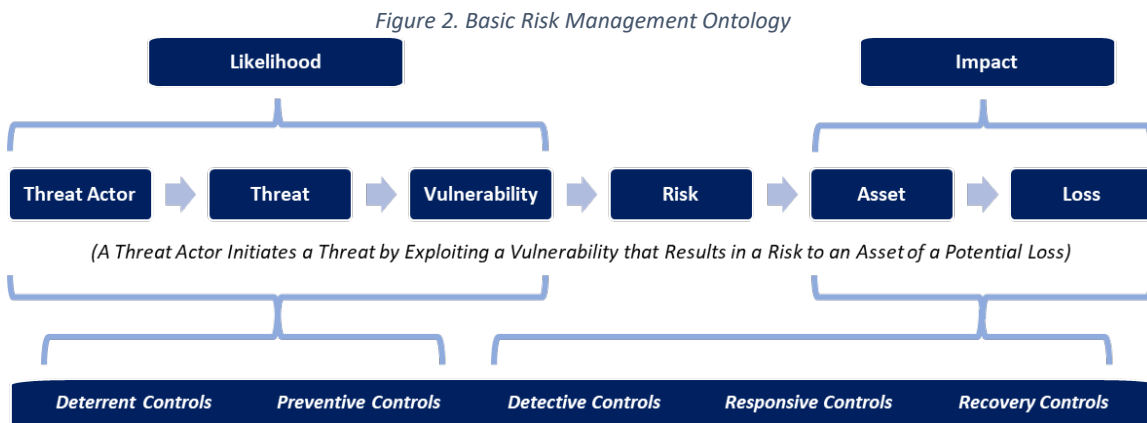 Figure 2. Basic Risk Management Ontology
Likelihood
Impact
Threat Actor
Threat
Vulnerability
Risk
Asset
Loss
(A Threat Actor Initiates a Threat by Exploiting a Vulnerability that Results in a Risk to an Asset of a Potential Loss)
Deterrent Controls
Preventive Controls
Detective Controls
Responsive Controls
Recovery Controls